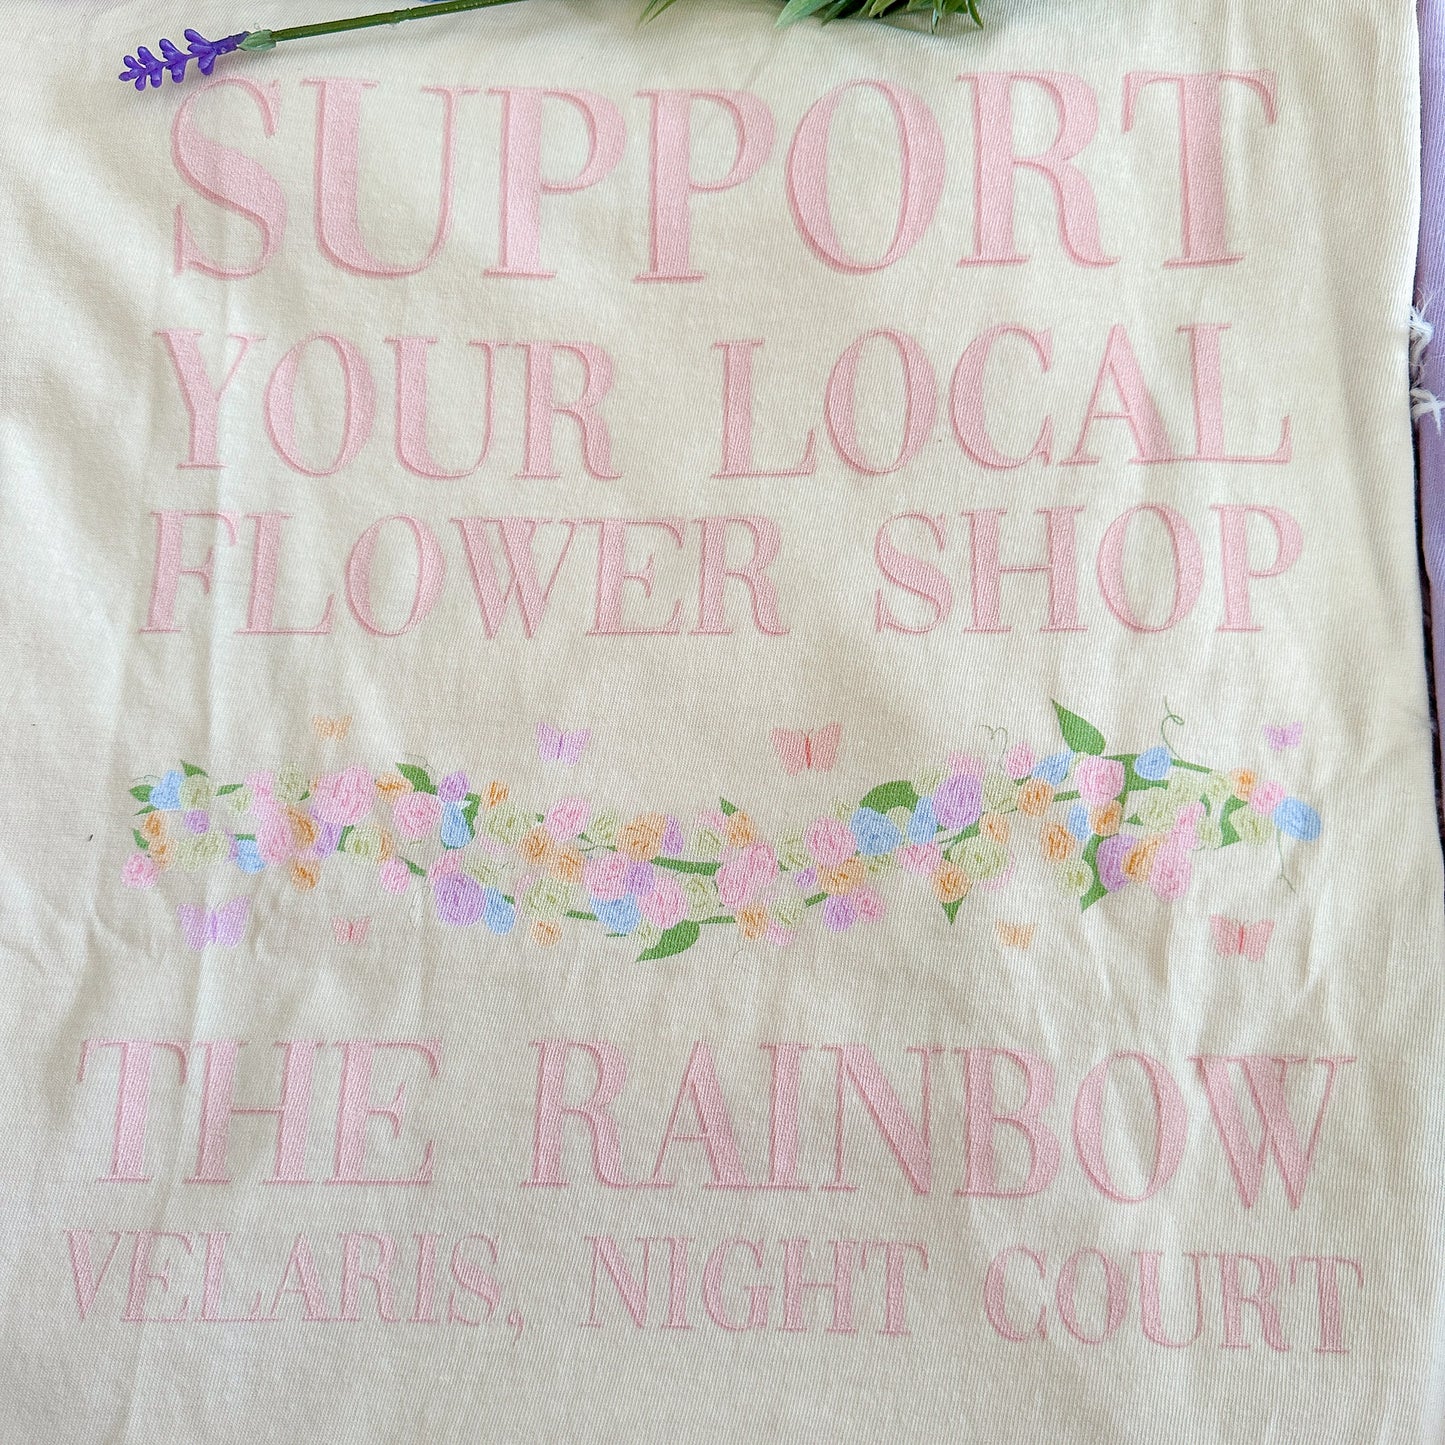 SUPPORT
YOUR LOCAL
FLOWER SHOP
THE RAINBOW
VELARIS, NIGHT COURT